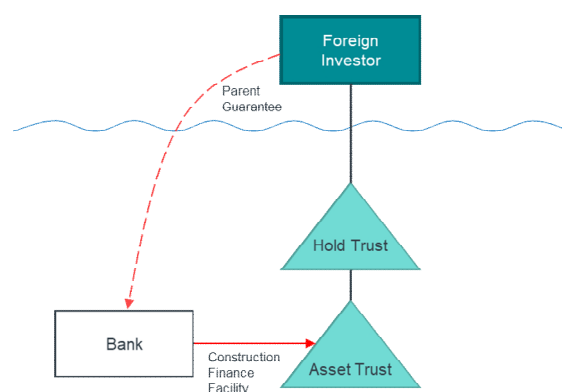 Foreign
Investor
Parent
Guarantee
Hold Trust
Bank
Construction
Finance
Facility
Asset Trust